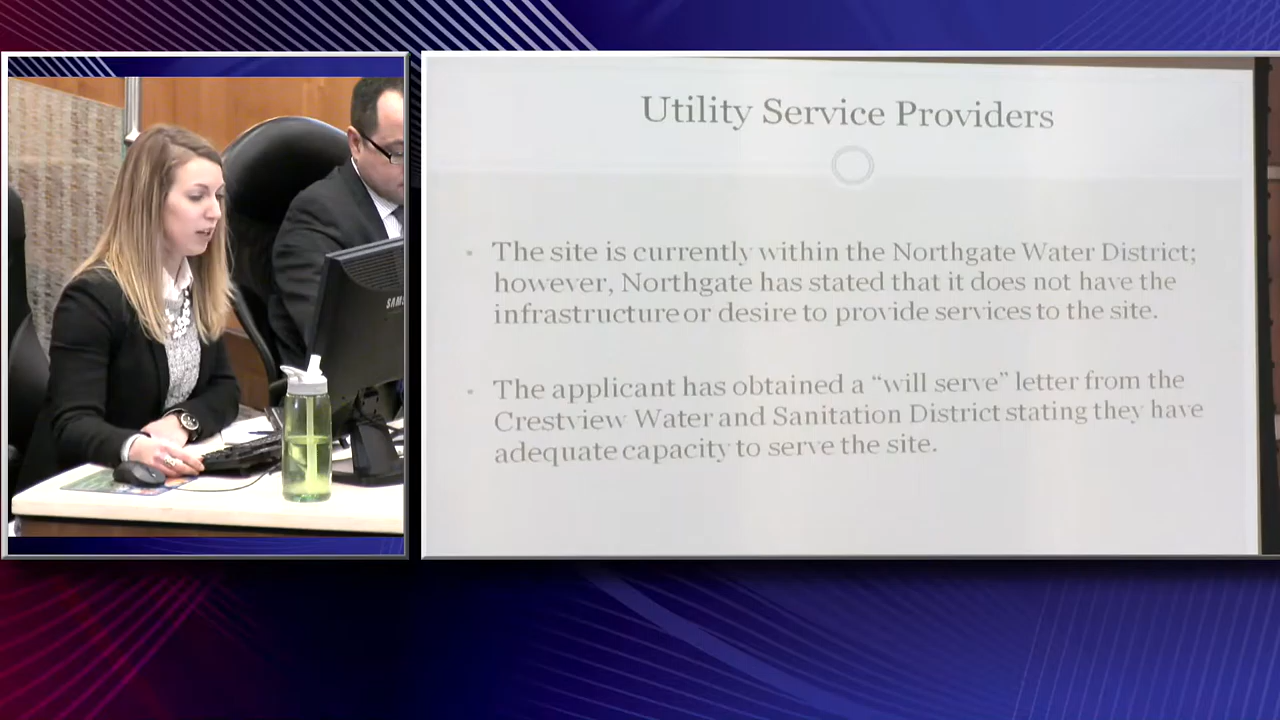 Utility Service Providers
The site is currently within the Northgate Water District;
however, Northgate has stated that it does not have the
infrastructure or desire to provide services to the site.
The applicant has obtained a “will serve” letter from the
Crestview Water and Sanitation District stating they have
adequate capacity to serve the site.